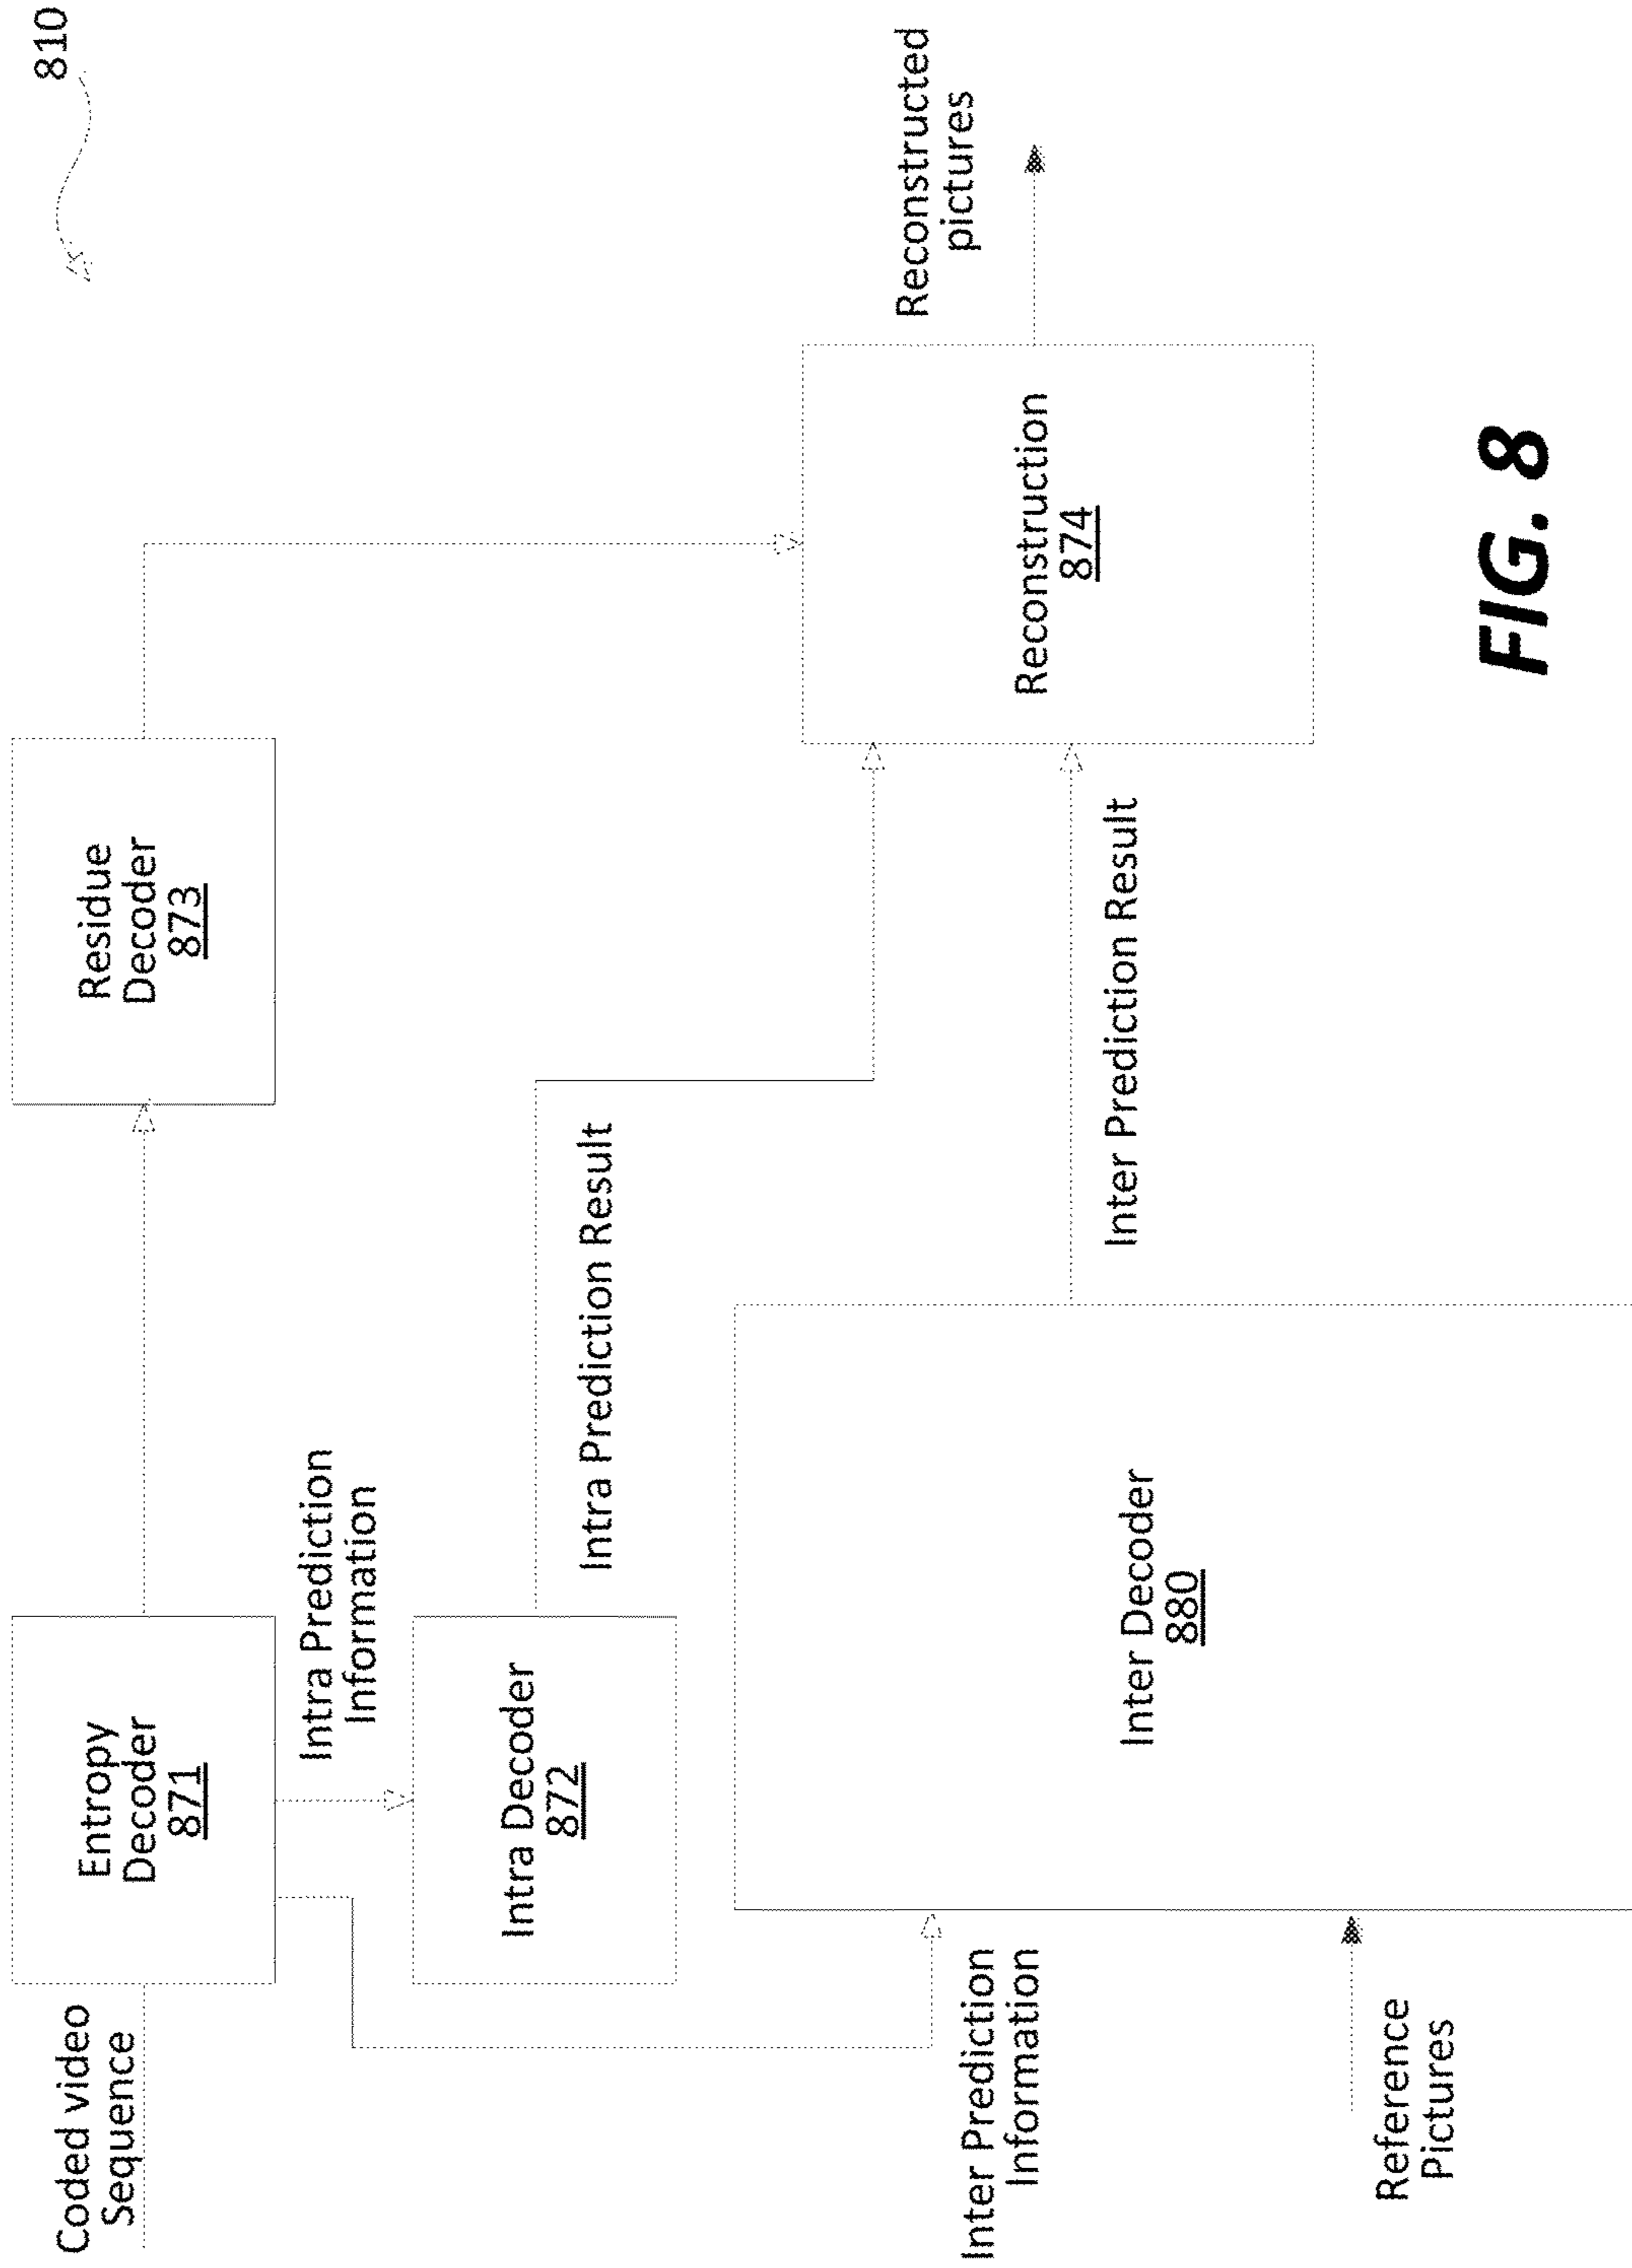 810
Coded video
Sequence
Entropy
Decoder
871
Residue
Decoder
873
Intra Prediction
Information
Intra Decoder
872
Intra Prediction Result
Reconstructed
pictures
Reconstruction
874
Inter Prediction
Information
Inter Decoder
880
Inter Prediction Result
Reference
Pictures
FIG. 8